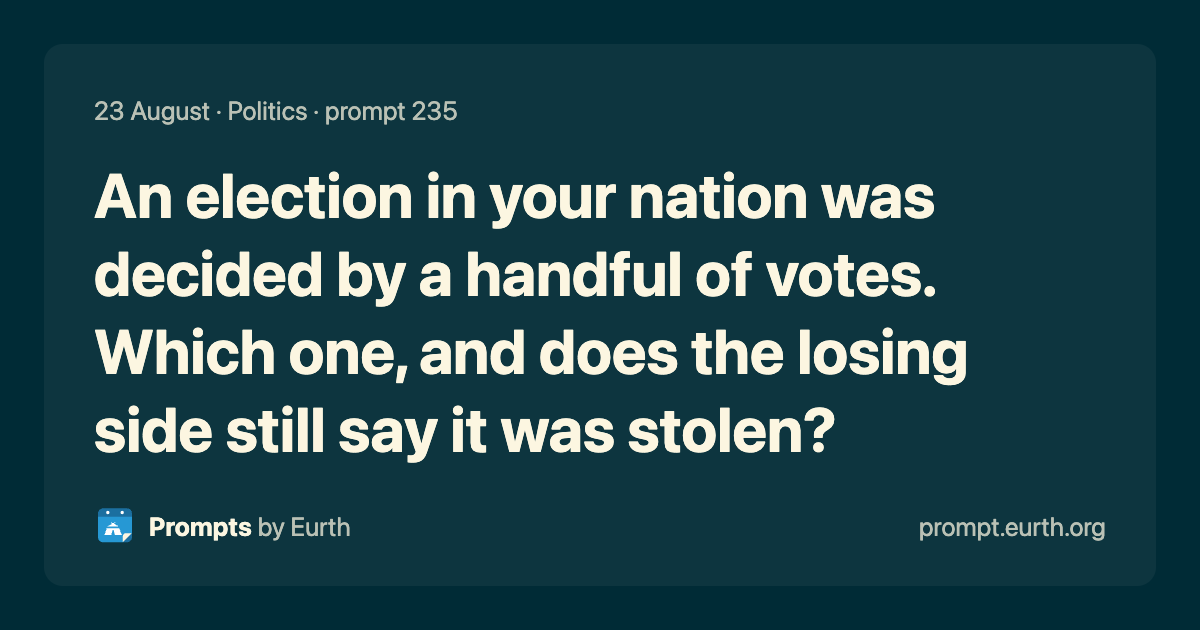 23 August · Politics · prompt 235
An election in your nation was
decided by a handful of votes.
Which one, and does the losing
side still say it was stolen?
Prompts by Eurth
prompt.eurth.org